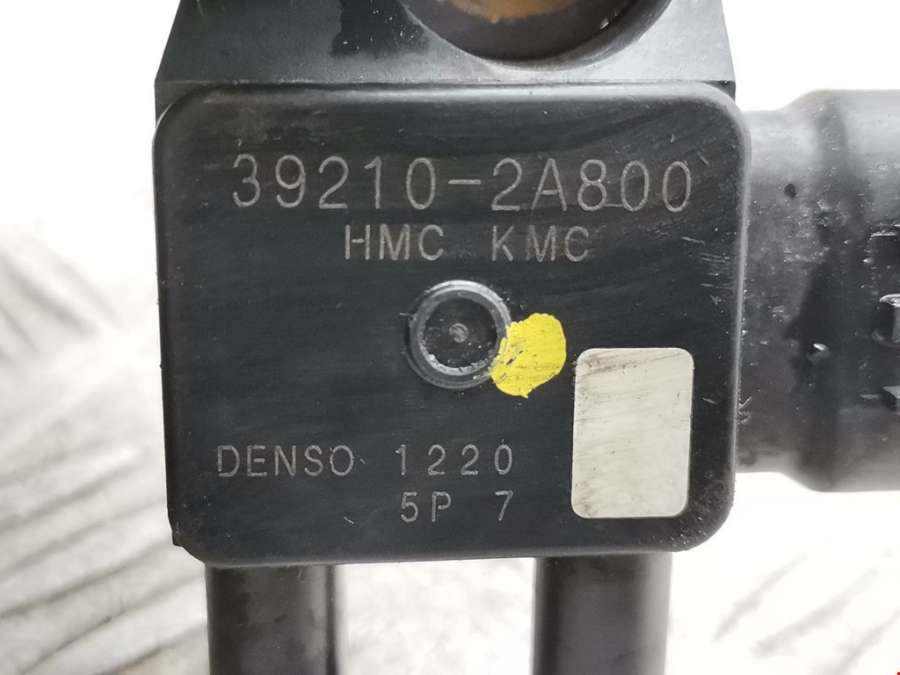 39210-2A800
HMC KMC
DENSO 1220
5P 7